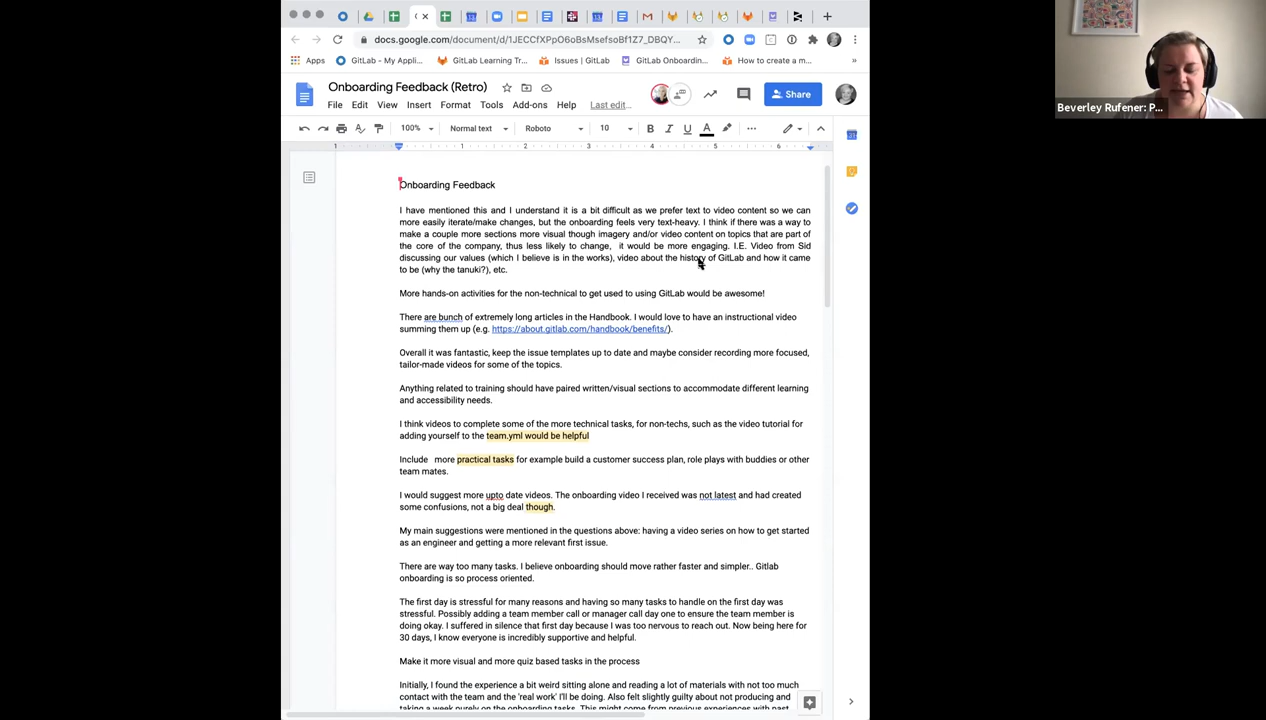 docs.google.com/document/d/1JECCfXPpO6oBsMsefsoBf1Z7_DBQY...
Apps
GitLab - My Appli...
GitLab Learning Tr...
Issues | GitLab
GitLab Onboardin...
How to create a m...
»
Onboarding Feedback (Retro)
File Edit View Insert Format Tools Add-ons Help Last edit...
Share
100% Normal text Roboto 10 B I U A
1 1 2 3 4 5 6
Onboarding Feedback
I have mentioned this and I understand it is a bit difficult as we prefer text to video content so we can
more easily iterate/make changes, but the onboarding feels very text-heavy. I think if there was a way to
make a couple more sections more visual though imagery and/or video content on topics that are part of
the core of the company, thus less likely to change, it would be more engaging. I.E. Video from Sid
discussing our values (which I believe is in the works), video about the history of GitLab and how it came
to be (why the tanuki?), etc.
More hands-on activities for the non-technical to get used to using GitLab would be awesome!
There are bunch of extremely long articles in the Handbook. I would love to have an instructional video
summing them up (e.g. https://about.gitlab.com/handbook/benefits/).
Overall it was fantastic, keep the issue templates up to date and maybe consider recording more focused,
tailor-made videos for some of the topics.
Anything related to training should have paired written/visual sections to accommodate different learning
and accessibility needs.
I think videos to complete some of the more technical tasks, for non-techs, such as the video tutorial for
adding yourself to the team.yml would be helpful
Include more practical tasks for example build a customer success plan, role plays with buddies or other
team mates.
I would suggest more upto date videos. The onboarding video I received was not latest and had created
some confusions, not a big deal though.
My main suggestions were mentioned in the questions above: having a video series on how to get started
as an engineer and getting a more relevant first issue.
There are way too many tasks. I believe onboarding should move rather faster and simpler.. Gitlab
onboarding is so process oriented.
The first day is stressful for many reasons and having so many tasks to handle on the first day was
stressful. Possibly adding a team member call or manager call day one to ensure the team member is
doing okay. I suffered in silence that first day because I was too nervous to reach out. Now being here for
30 days, I know everyone is incredibly supportive and helpful.
Make it more visual and more quiz based tasks in the process
Initially, I found the experience a bit weird sitting alone and reading a lot of materials with not too much
contact with the team and the 'real work' I'll be doing. Also felt slightly guilty about not producing and
taking a week purely on the onboarding tasks. This might come from previous experiences with past
Beverley Rufener: P...